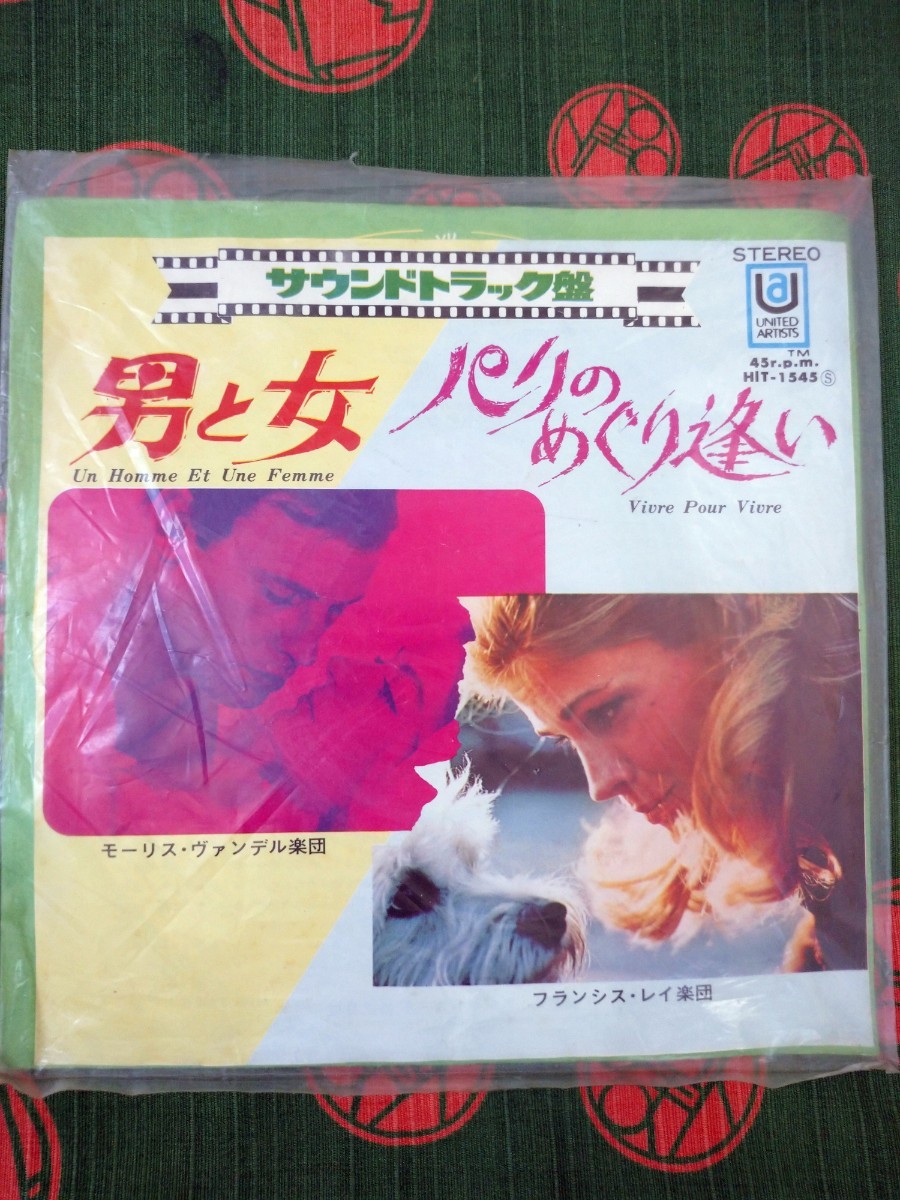 サウンドトラック盤
STEREO
UA
UNITED
ARTISTS
TM
45r.p.m.
HIT-1545Ⓢ
男と女
Un Homme Et Une Femme
パリの
めぐり逢い
Vivre Pour Vivre
モーリス・ヴァンデル楽団
フランシス・レイ楽団